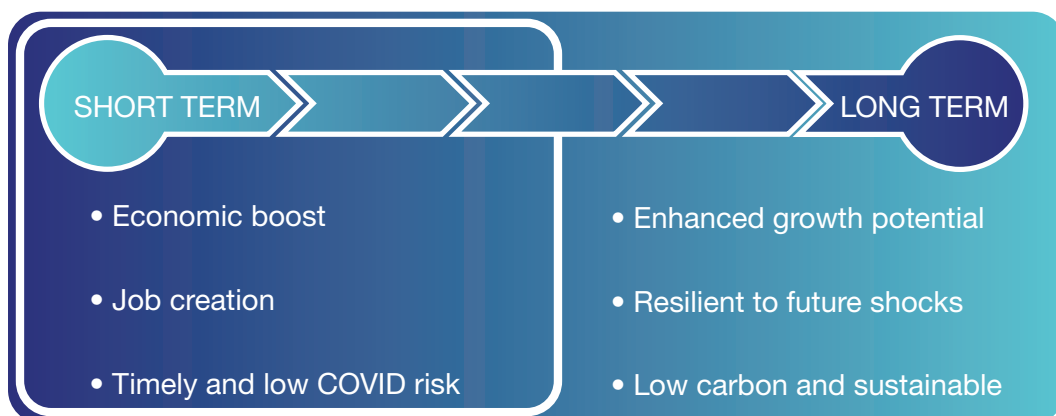 SHORT TERM
LONG TERM
• Economic boost
• Job creation
• Timely and low COVID risk
• Enhanced growth potential
• Resilient to future shocks
• Low carbon and sustainable